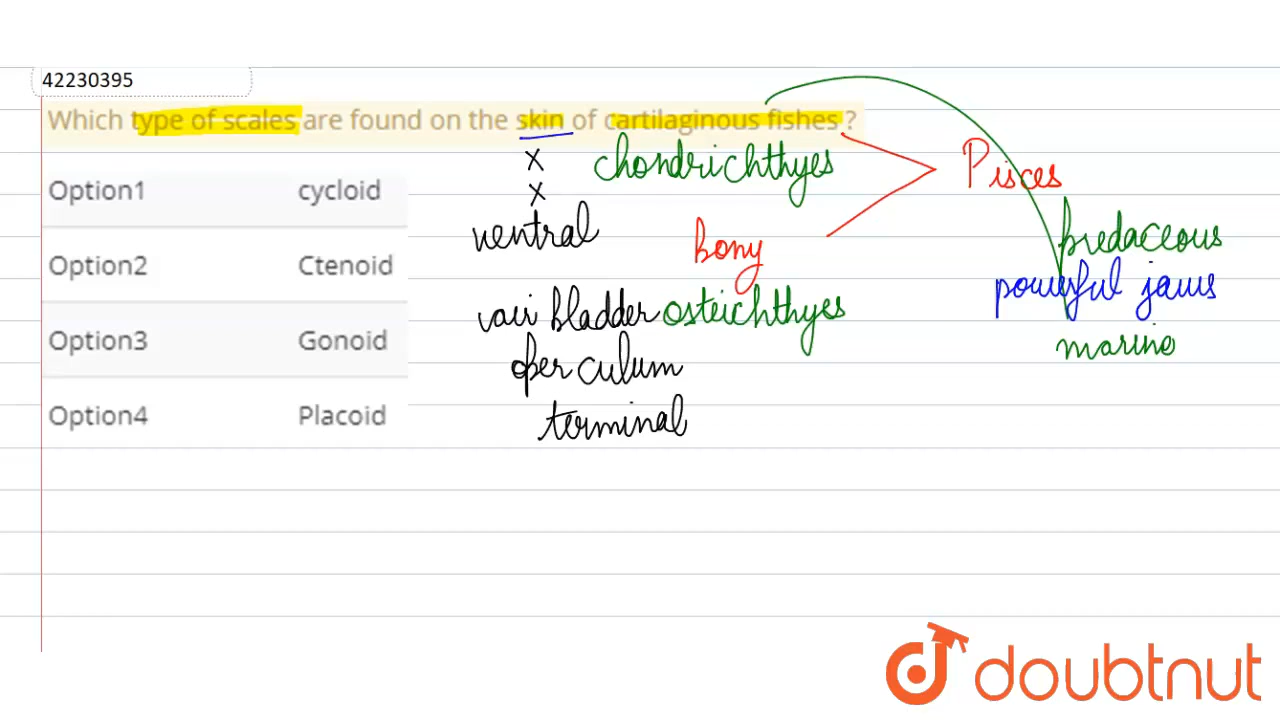 42230395
Which type of scales are found on the skin of cartilaginous fishes ?
Option1 cycloid
Option2 Ctenoid
Option3 Gonoid
Option4 Placoid
x chondrichthyes
x
ventral
bony
air bladder osteichthyes
operculum
terminal
Pisces
predaceous
powerful jaws
marine
doubtnut